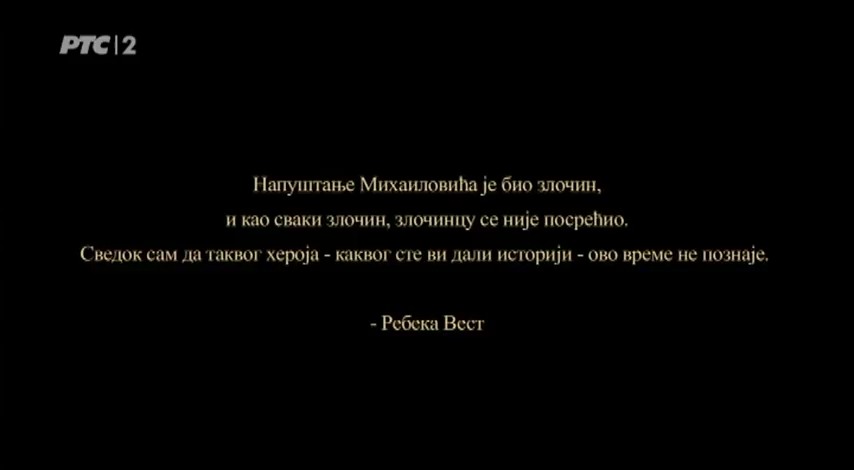 РТС|2
Напуштање Михаиловића је био злочин,
и као сваки злочин, злочинцу се није посрећио.
Сведок сам да таквог хероја - каквог сте ви дали историји - ово време не познаје.
- Ребека Вест